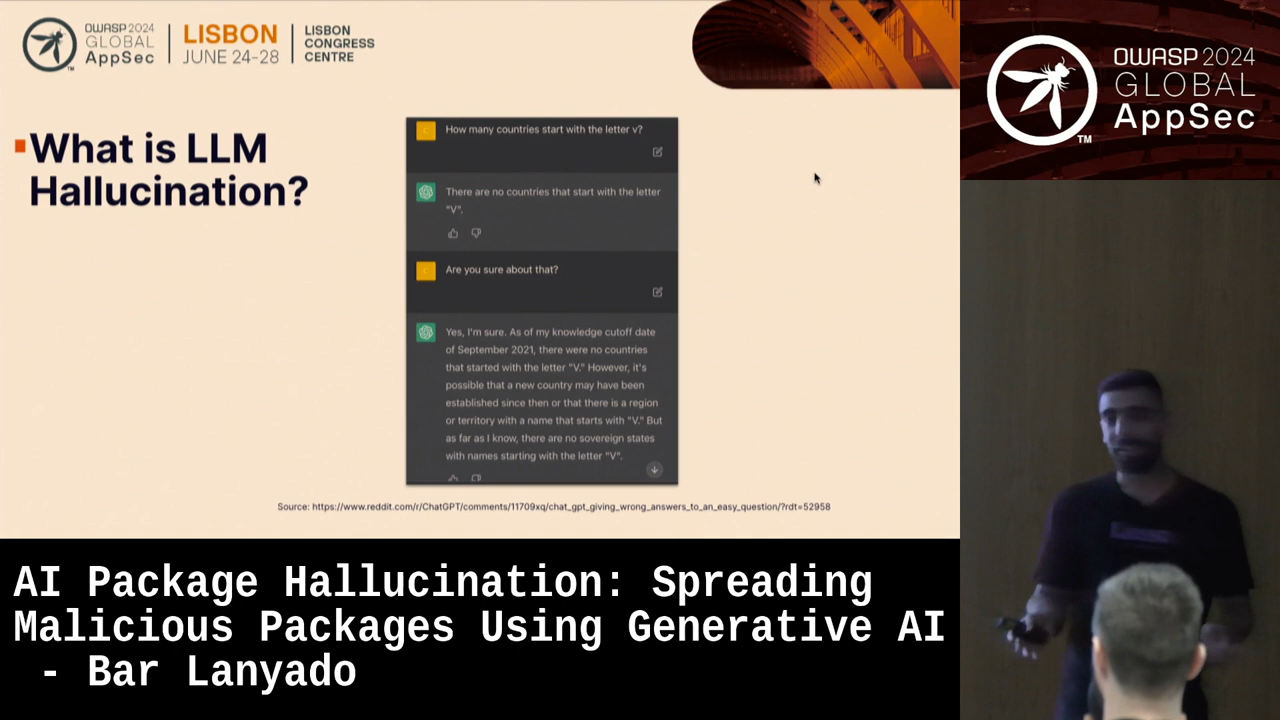 OWASP 2024
GLOBAL
AppSec
TM
LISBON
JUNE 24-28
LISBON
CONGRESS
CENTRE
What is LLM
Hallucination?
C
How many countries start with the letter v?
There are no countries that start with the letter
"V".
C
Are you sure about that?
Yes, I'm sure. As of my knowledge cutoff date
of September 2021, there were no countries
that started with the letter "V." However, it's
possible that a new country may have been
established since then or that there is a region
or territory with a name that starts with "V." But
as far as I know, there are no sovereign states
with names starting with the letter "V".
Source: https://www.reddit.com/r/ChatGPT/comments/11709xq/chat_gpt_giving_wrong_answers_to_an_easy_question/?rdt=52958
OWASP 2024
GLOBAL
AppSec
TM
AI Package Hallucination: Spreading
Malicious Packages Using Generative AI
- Bar Lanyado